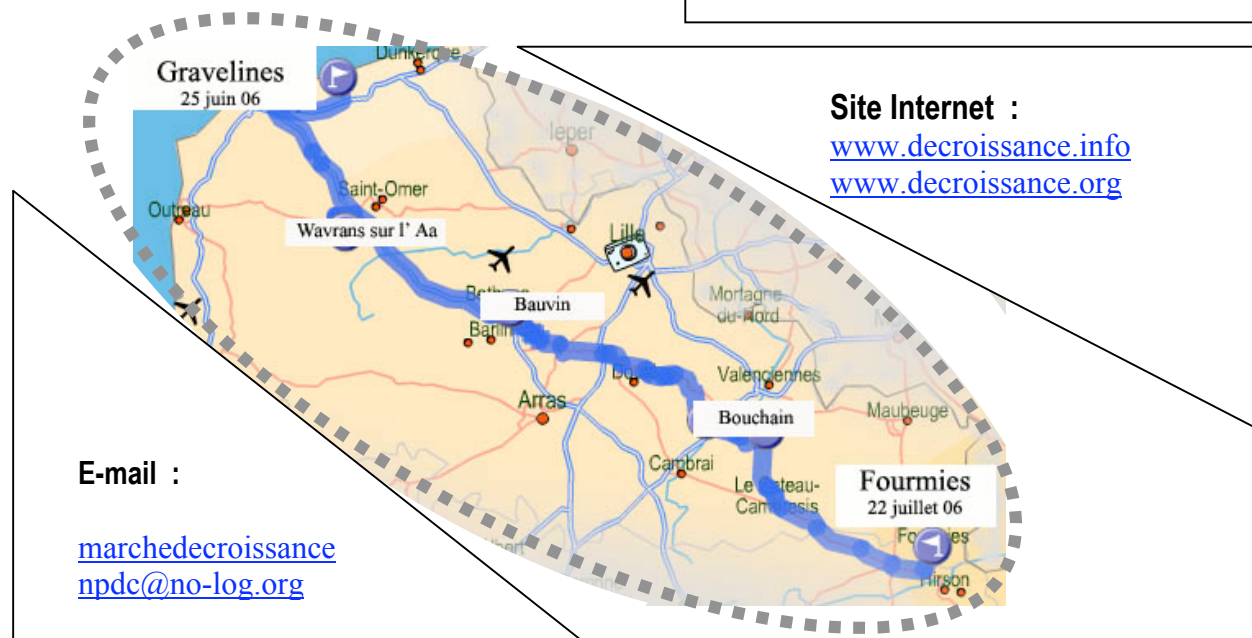 Dunkerque
Gravelines
25 juin 06
Ieper
Site Internet :
www.decroissance.info
www.decroissance.org
Saint-Omer
Outreau
Wavrans sur l' Aa
Lille
Mortagne-
du-Nord
Bauvin
Barlin
Valenciennes
Arras
Maubeuge
Bouchain
Cambrai
E-mail :
Fourmies
22 juillet 06
marchedecroissance
npdc@no-log.org
Hirson